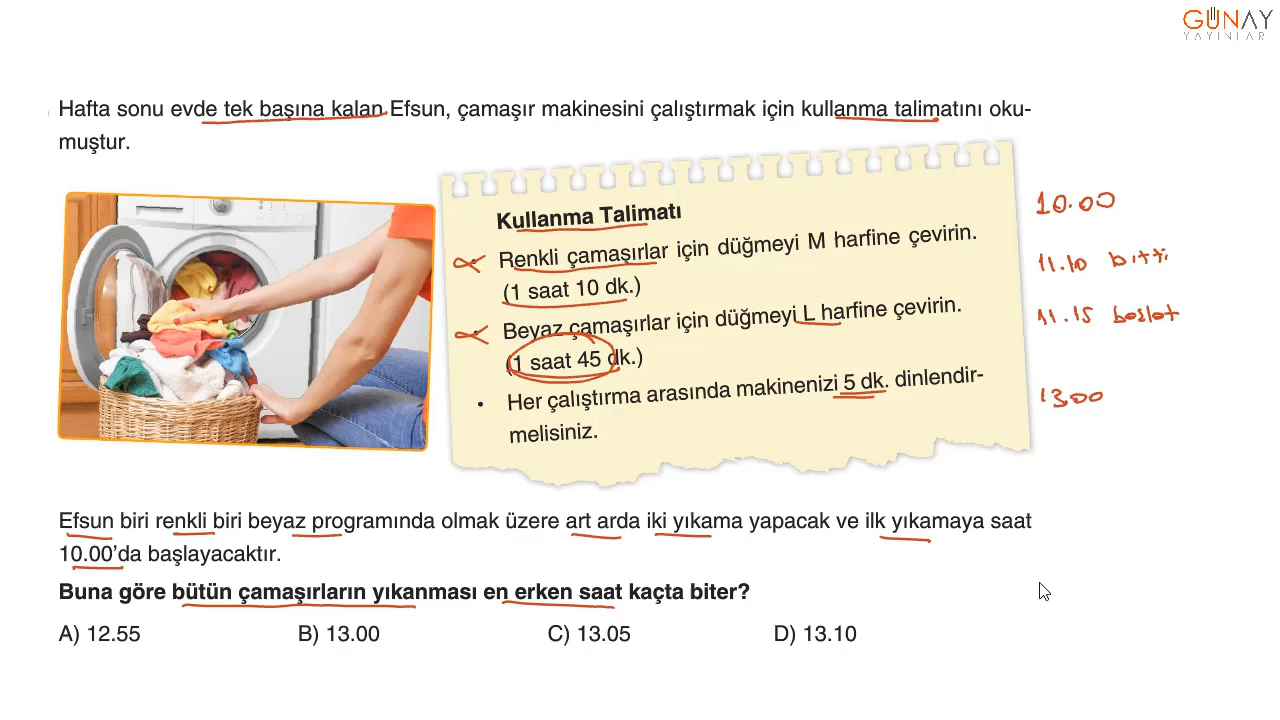 GÜNAY
YAYINLARI
Hafta sonu evde tek başına kalan Efsun, çamaşır makinesini çalıştırmak için kullanma talimatını oku-
muştur.
Kullanma Talimatı
Renkli çamaşırlar için düğmeyi M harfine çevirin.
(1 saat 10 dk.)
Beyaz çamaşırlar için düğmeyi L harfine çevirin.
(1 saat 45 dk.)
• Her çalıştırma arasında makinenizi 5 dk. dinlendir-
melisiniz.
10.00
11.10 bitti
11.15 başlat
13.00
Efsun biri renkli biri beyaz programında olmak üzere art arda iki yıkama yapacak ve ilk yıkamaya saat
10.00'da başlayacaktır.
Buna göre bütün çamaşırların yıkanması en erken saat kaçta biter?
A) 12.55 B) 13.00 C) 13.05 D) 13.10